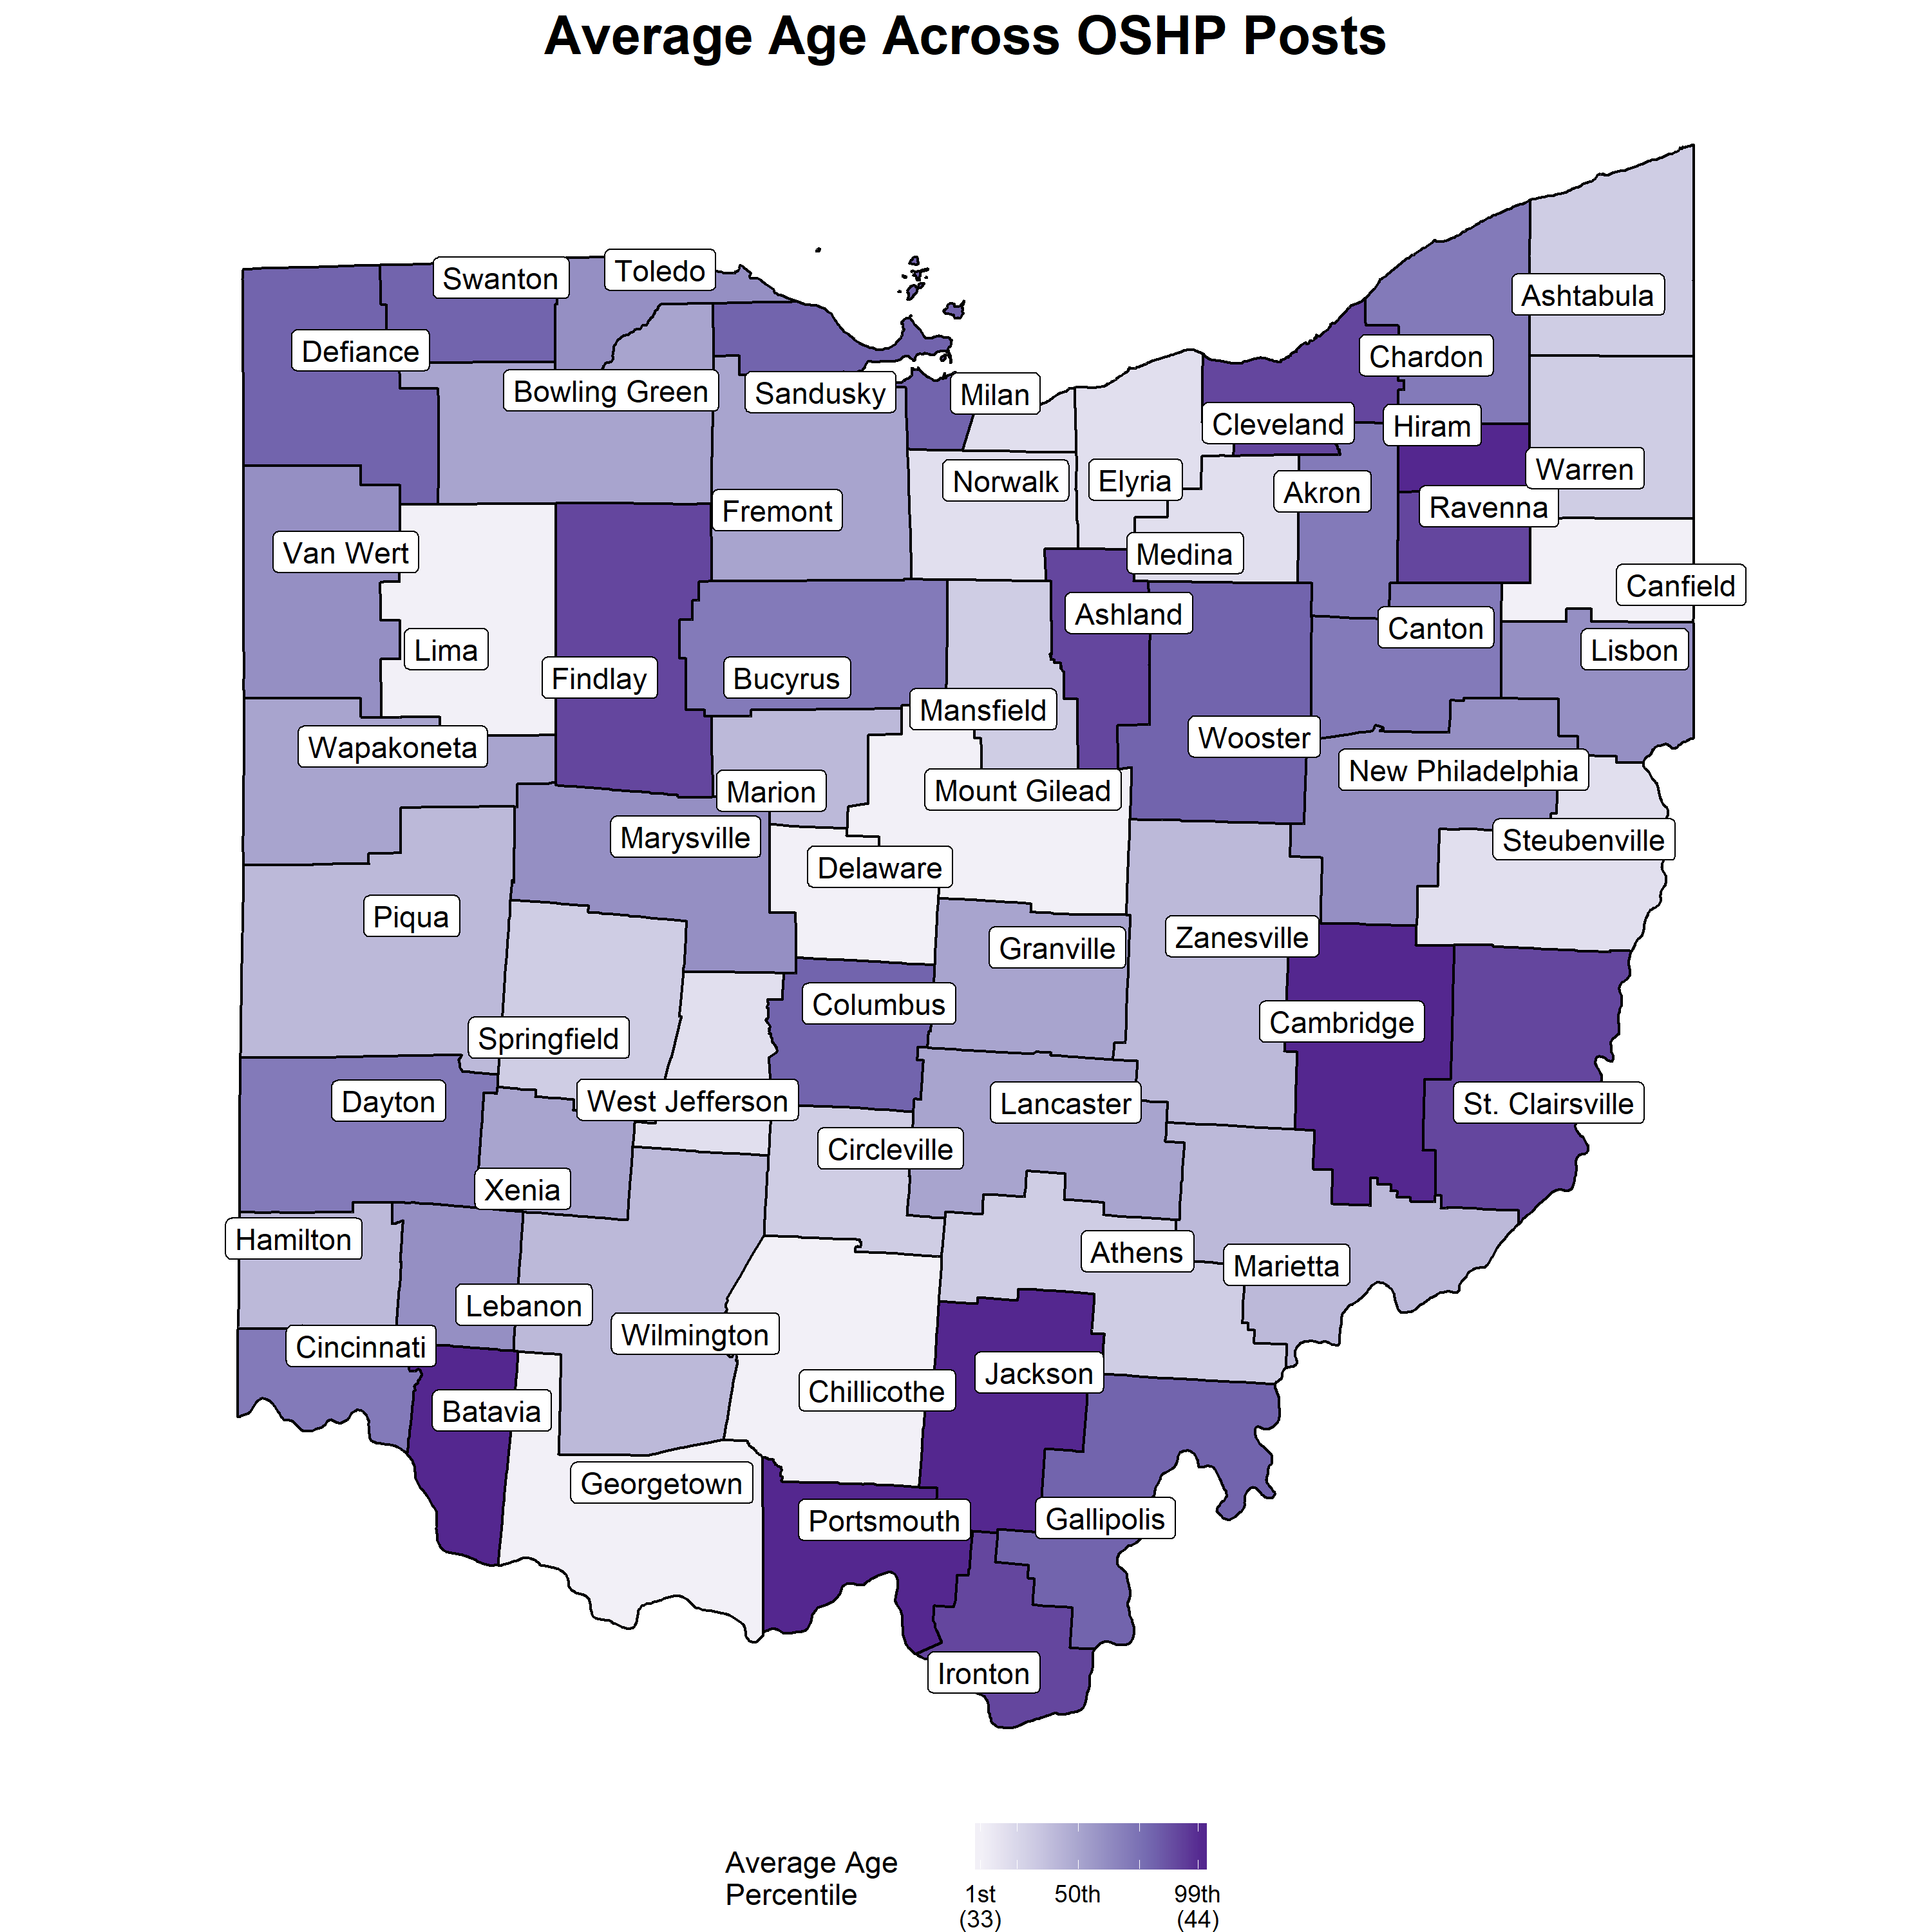 Average Age Across OSHP Posts
Toledo
Swanton
Ashtabula
Defiance
Chardon
Bowling Green
Sandusky
Milan
Cleveland
Hiram
Warren
Norwalk
Elyria
Akron
Fremont
Ravenna
Van Wert
Medina
Canfield
Ashland
Canton
Lima
Lisbon
Findlay
Bucyrus
Mansfield
Wooster
Wapakoneta
New Philadelphia
Marion
Mount Gilead
Marysville
Steubenville
Delaware
Piqua
Zanesville
Granville
Columbus
Cambridge
Springfield
Dayton
West Jefferson
Lancaster
St. Clairsville
Circleville
Xenia
Hamilton
Athens
Marietta
Lebanon
Wilmington
Cincinnati
Jackson
Chillicothe
Batavia
Georgetown
Portsmouth
Gallipolis
Ironton
Average Age
Percentile
1st 50th 99th
(33) (44)